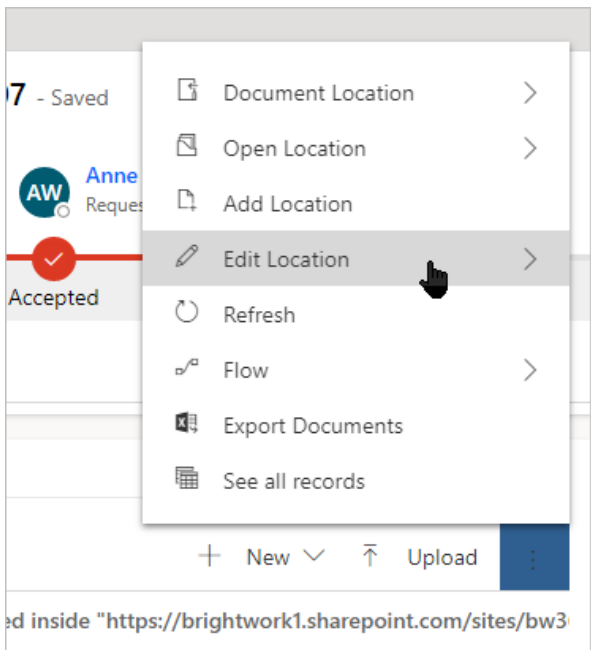 07 - Saved
AW
Anne
Reques
Accepted
Document Location
Open Location
Add Location
Edit Location
Refresh
Flow
Export Documents
See all records
New
Upload
ed inside "https://brightwork1.sharepoint.com/sites/bw3